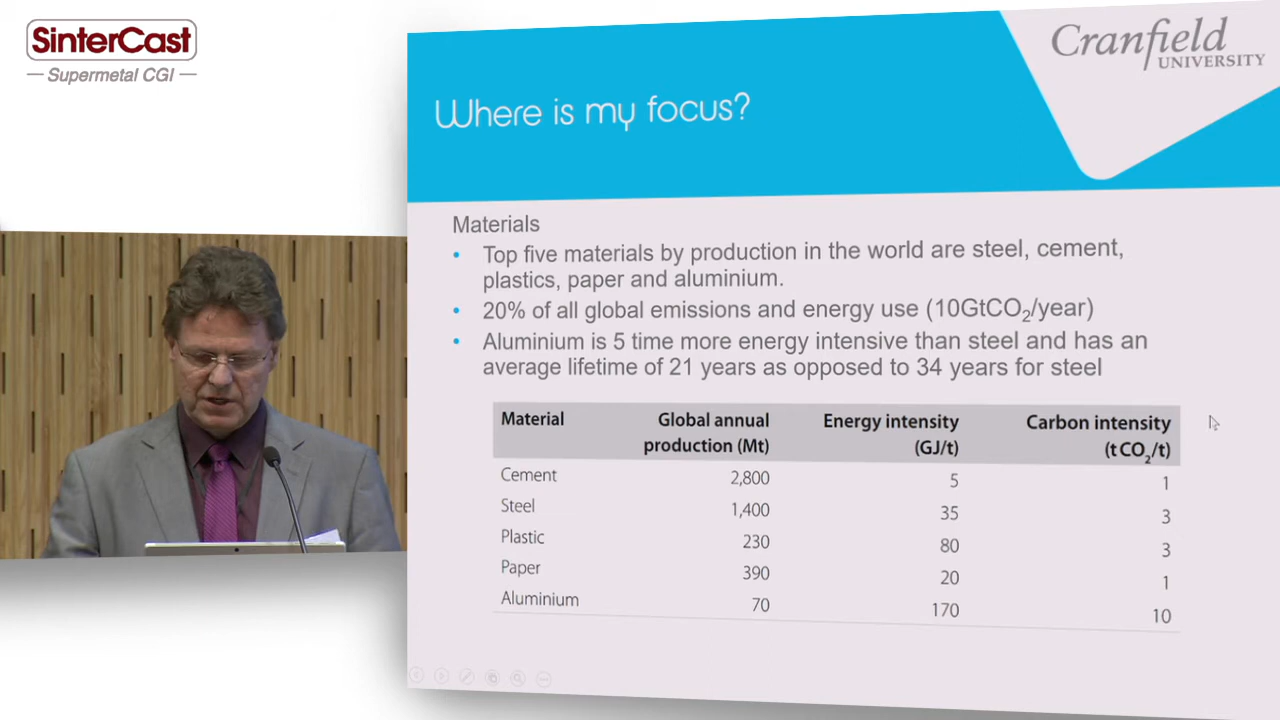 SinterCast
Supermetal CGI
Cranfield
UNIVERSITY
Where is my focus?
Materials
• Top five materials by production in the world are steel, cement,
plastics, paper and aluminium.
• 20% of all global emissions and energy use (10GtCO2/year)
• Aluminium is 5 time more energy intensive than steel and has an
average lifetime of 21 years as opposed to 34 years for steel
Material Global annual Energy intensity Carbon intensity
production (Mt) (GJ/t) (t CO2/t)
Cement 2,800 5 1
Steel 1,400 35 3
Plastic 230 80 3
Paper 390 20 1
Aluminium 70 170 10